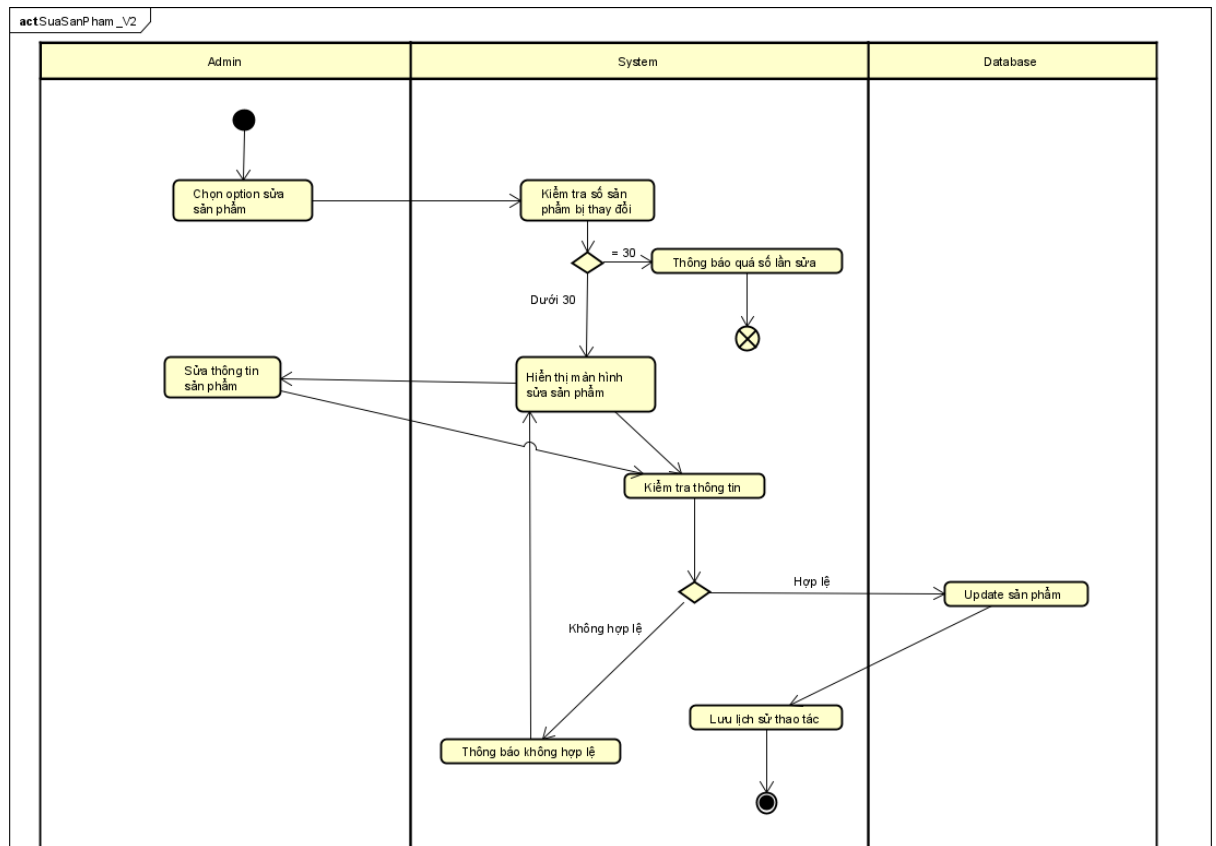 act SuaSanPham_V2
Admin
System
Database
Chọn option sửa
sản phẩm
Kiểm tra số sản
phẩm bị thay đổi
= 30
Thông báo quá số lần sửa
Dưới 30
Sửa thông tin
sản phẩm
Hiển thị màn hình
sửa sản phẩm
Kiểm tra thông tin
Hợp lệ
Update sản phẩm
Không hợp lệ
Lưu lịch sử thao tác
Thông báo không hợp lệ